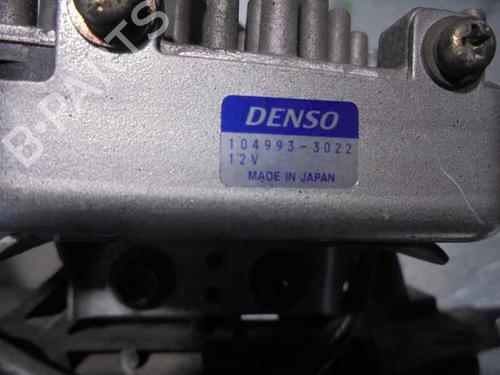 DENSO
104993-3022
12V
MADE IN JAPAN
B-PARTS